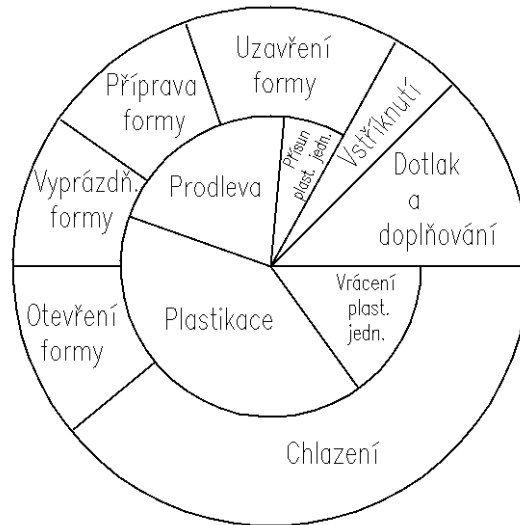 Uzavření
formy
Příprava
formy
Vstříknutí
Přísun
plast. jedn.
Dotlak
a
doplňování
Vyprázdň.
formy
Prodleva
Otevření
formy
Plastikace
Vrácení
plast.
jedn.
Chlazení